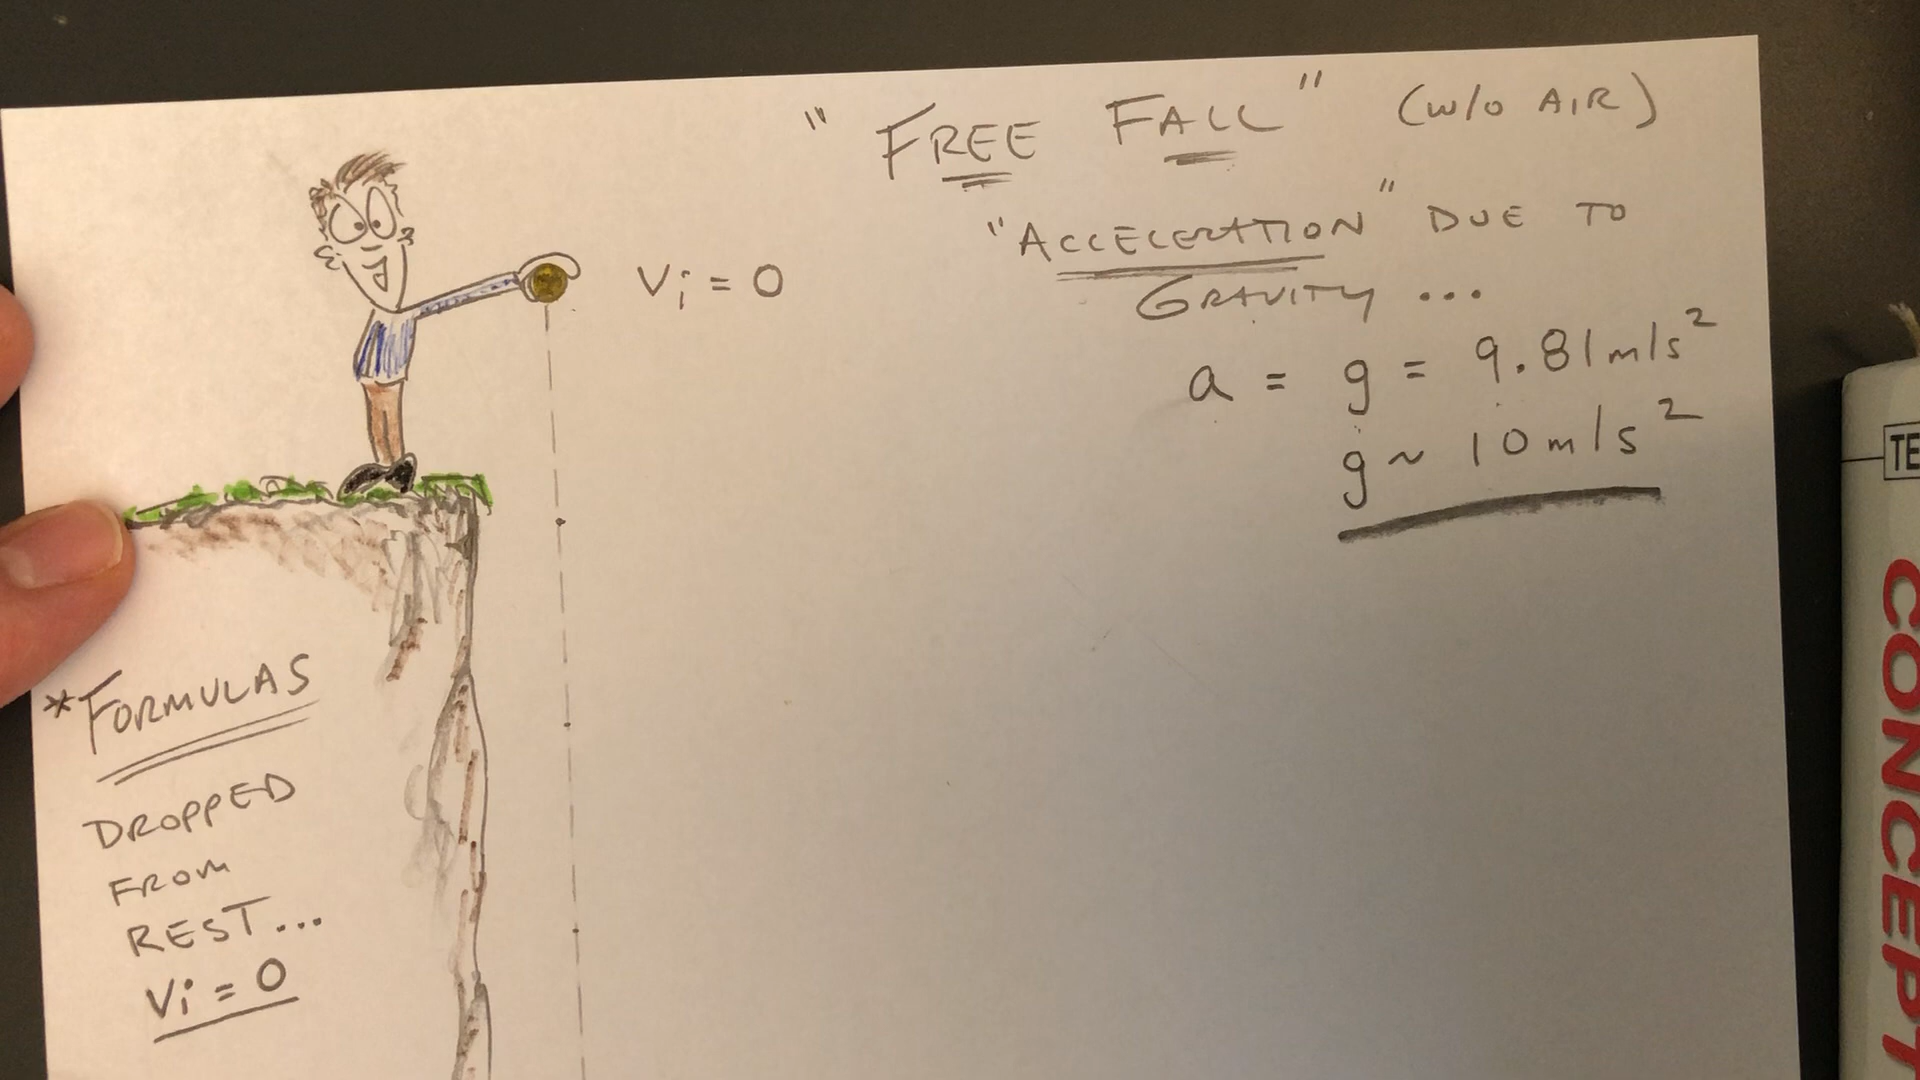 "FREE FALL" (w/o AIR)
"ACCELERATION" DUE TO
GRAVITY ...
a = g = 9.81 m/s²
g ~ 10 m/s²
Vi = 0
*FORMULAS
DROPPED
FROM
REST...
Vi = 0
TE
CONCEPT